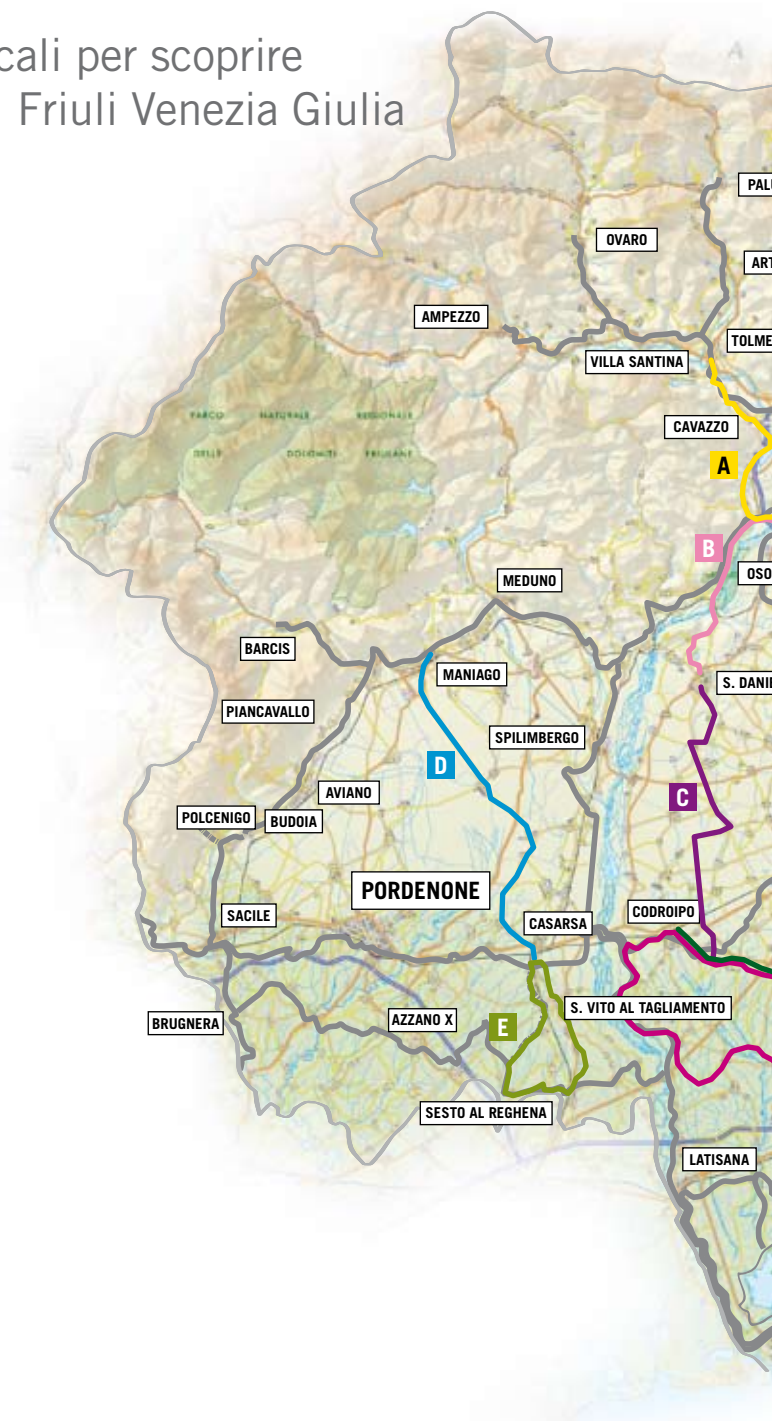 cali per scoprire
Friuli Venezia Giulia
PALU
OVARO
ART
AMPEZZO
TOLME
VILLA SANTINA
PARCO NATURALE REGIONALE
DELLE DOLOMITI FRIULANE
CAVAZZO
A
B
OSO
MEDUNO
BARCIS
MANIAGO
S. DANIE
PIANCAVALLO
SPILIMBERGO
D
C
AVIANO
POLCENIGO
BUDOIA
PORDENONE
SACILE
CASARSA
CODROIPO
S. VITO AL TAGLIAMENTO
BRUGNERA
AZZANO X
E
SESTO AL REGHENA
LATISANA